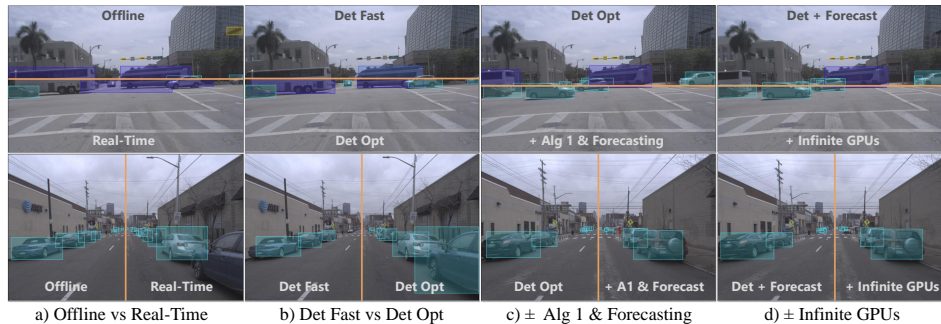 Offline
Det Fast
Det Opt
Det + Forecast
Real-Time
Det Opt
+ Alg 1 & Forecasting
+ Infinite GPUs
Offline
Real-Time
Det Fast
Det Opt
Det Opt
+ A1 & Forecast
Det + Forecast
+ Infinite GPUs
a) Offline vs Real-Time
b) Det Fast vs Det Opt
c) ± Alg 1 & Forecasting
d) ± Infinite GPUs